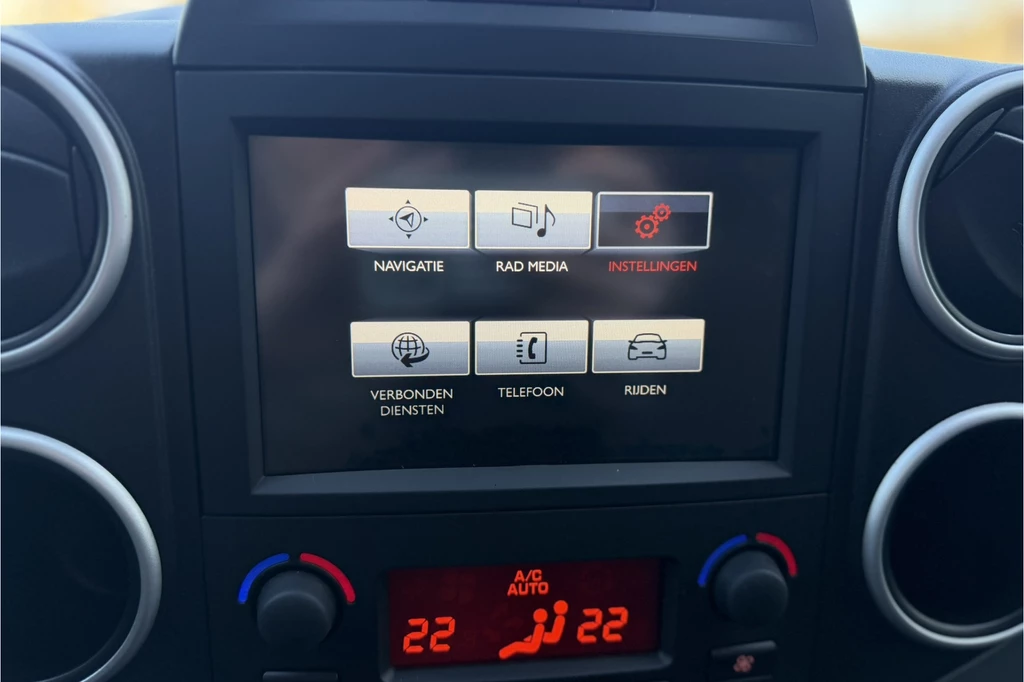 NAVIGATIE
RAD MEDIA
INSTELLINGEN
VERBONDEN
DIENSTEN
TELEFOON
RIJDEN
A/C
AUTO
22
22